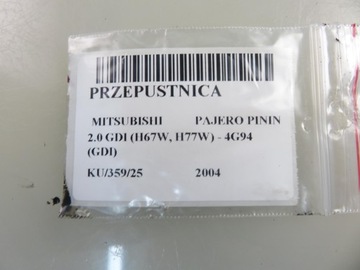 PRZEPUSTNICA
MITSUBISHI PAJERO PININ
2.0 GDI (H67W, H77W) - 4G94
(GDI)
KU/359/25 2004